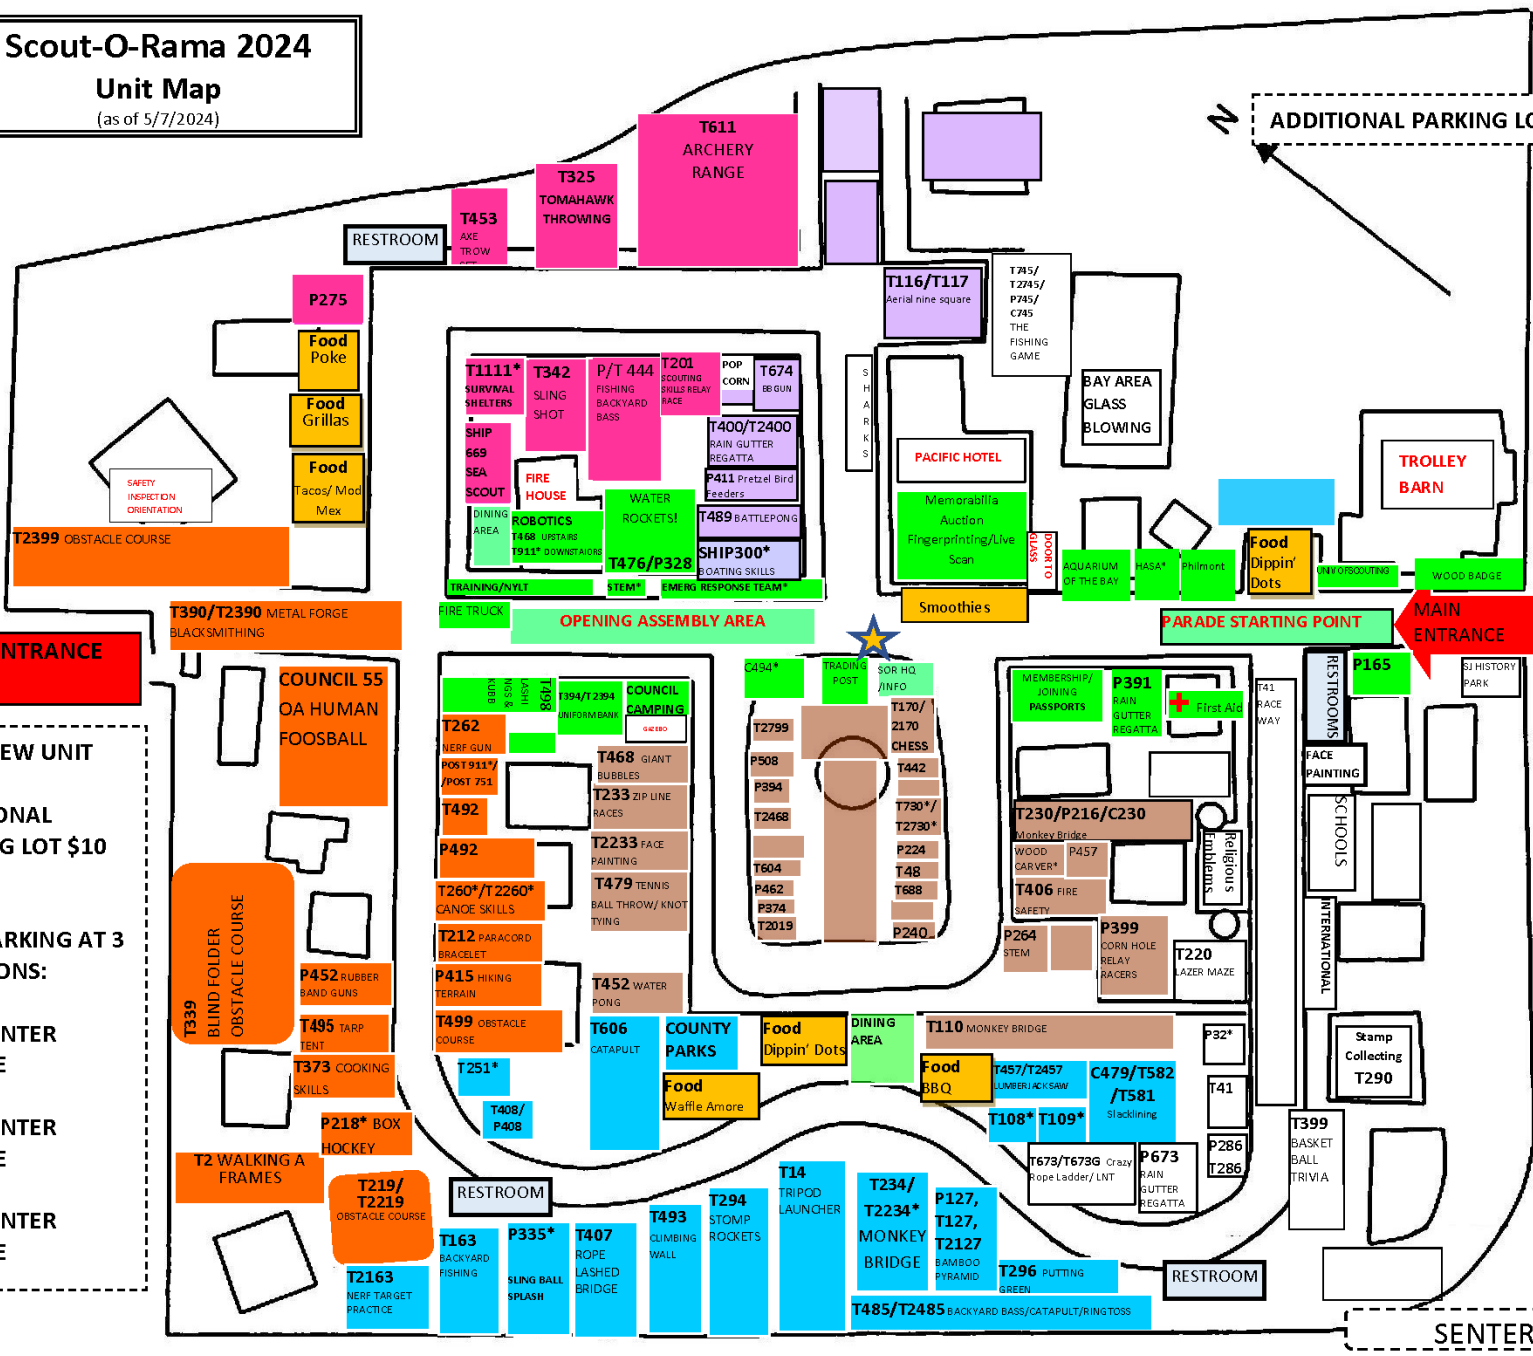 Scout-O-Rama 2024
Unit Map
(as of 5/7/2024)
N
ADDITIONAL PARKING LO
T611
ARCHERY
RANGE
T325
TOMAHAWK
THROWING
T453
AXE
TROW
RESTROOM
P275
Food
Poke
Food
Grillas
Food
Tacos/ Mod
Mex
SAFETY
INSPECTION
ORIENTATION
T2399 OBSTACLE COURSE
T116/T117
Aerial nine square
T745/
T2745/
P745/
C745
THE
FISHING
GAME
BAY AREA
GLASS
BLOWING
SHARKS
T1111*
SURVIVAL
SHELTERS
T342
SLING
SHOT
P/T 444
FISHING
BACKYARD
BASS
T201
SCOUTING
SKILLS RELAY
RACE
POP
CORN
T674
BB GUN
T400/T2400
RAIN GUTTER
REGATTA
P411 Pretzel Bird
Feeders
T489 BATTLEPONG
SHIP300*
BOATING SKILLS
SHIP
669
SEA
SCOUT
FIRE
HOUSE
WATER
ROCKETS!
T476/P328
DINING
AREA
ROBOTICS
T468 UPSTAIRS
T911* DOWNSTAIORS
TRAINING/NYLT
STEM*
EMERG RESPONSE TEAM*
PACIFIC HOTEL
Memorabilia
Auction
Fingerprinting/Live
Scan
DOOR TO
GLASS
Smoothies
AQUARIUM
OF THE BAY
HASA*
Philmont
Food
Dippin'
Dots
TROLLEY
BARN
UNIV OF SCOUTING
WOOD BADGE
FIRE TRUCK
OPENING ASSEMBLY AREA
PARADE STARTING POINT
MAIN
ENTRANCE
T390/T2390 METAL FORGE
BLACKSMITHING
NTRANCE
COUNCIL 55
OA HUMAN
FOOSBALL
EW UNIT
ONAL
G LOT $10
ARKING AT 3
ONS:
ENTER
E
ENTER
E
ENTER
E
T498
LASHI
NGS &
KUBB
T394/T2394
UNIFORM BANK
COUNCIL
CAMPING
GAZEBO
T262
NERF GUN
POST 911*/
/POST 751
T492
P492
T260*/T2260*
CANOE SKILLS
T212 PARACORD
BRACELET
P415 HIKING
TERRAIN
T499 OBSTACLE
COURSE
T468 GIANT
BUBBLES
T233 ZIP LINE
RACES
T2233 FACE
PAINTING
T479 TENNIS
BALL THROW/ KNOT
TYING
T452 WATER
PONG
C494*
TRADING
POST
SOR HQ
/INFO
T2799
P508
P394
T2468
T604
P462
P374
T2019
T170/
2170
CHESS
T442
T730*/
T2730*
P224
T48
T688
P240
MEMBERSHIP/
JOINING
PASSPORTS
P391
RAIN
GUTTER
REGATTA
First Aid
T230/P216/C230
Monkey Bridge
WOOD
CARVER*
P457
T406 FIRE
SAFETY
P264
STEM
P399
CORN HOLE
RELAY
RACERS
T220
LAZER MAZE
Religious
Emblems
T41
RACE
WAY
RESTROOMS
P165
SJ HISTORY
PARK
FACE
PAINTING
SCHOOLS
INTERNATIONAL
Stamp
Collecting
T290
T339
BLIND FOLDER
OBSTACLE COURSE
P452 RUBBER
BAND GUNS
T495 TARP
TENT
T373 COOKING
SKILLS
P218* BOX
HOCKEY
T2 WALKING A
FRAMES
T219/
T2219
OBSTACLE COURSE
T251*
T408/
P408
T606
CATAPULT
COUNTY
PARKS
Food
Waffle Amore
Food
Dippin' Dots
DINING
AREA
T110 MONKEY BRIDGE
Food
BBQ
T457/T2457
LUMBERJACK SAW
C479/T582
/T581
Slacklining
T108*
T109*
P32*
T41
P286
T286
T399
BASKET
BALL
TRIVIA
T673/T673G Crazy
Rope Ladder/ LNT
P673
RAIN
GUTTER
REGATTA
RESTROOM
T2163
NERF TARGET
PRACTICE
T163
BACKYARD
FISHING
P335*
SLING BALL
SPLASH
T407
ROPE
LASHED
BRIDGE
T493
CLIMBING
WALL
T294
STOMP
ROCKETS
T14
TRIPOD
LAUNCHER
T234/
T2234*
MONKEY
BRIDGE
P127,
T127,
T2127
BAMBOO
PYRAMID
T296 PUTTING
GREEN
T485/T2485 BACKYARD BASS/CATAPULT/RINGTOSS
RESTROOM
SENTER